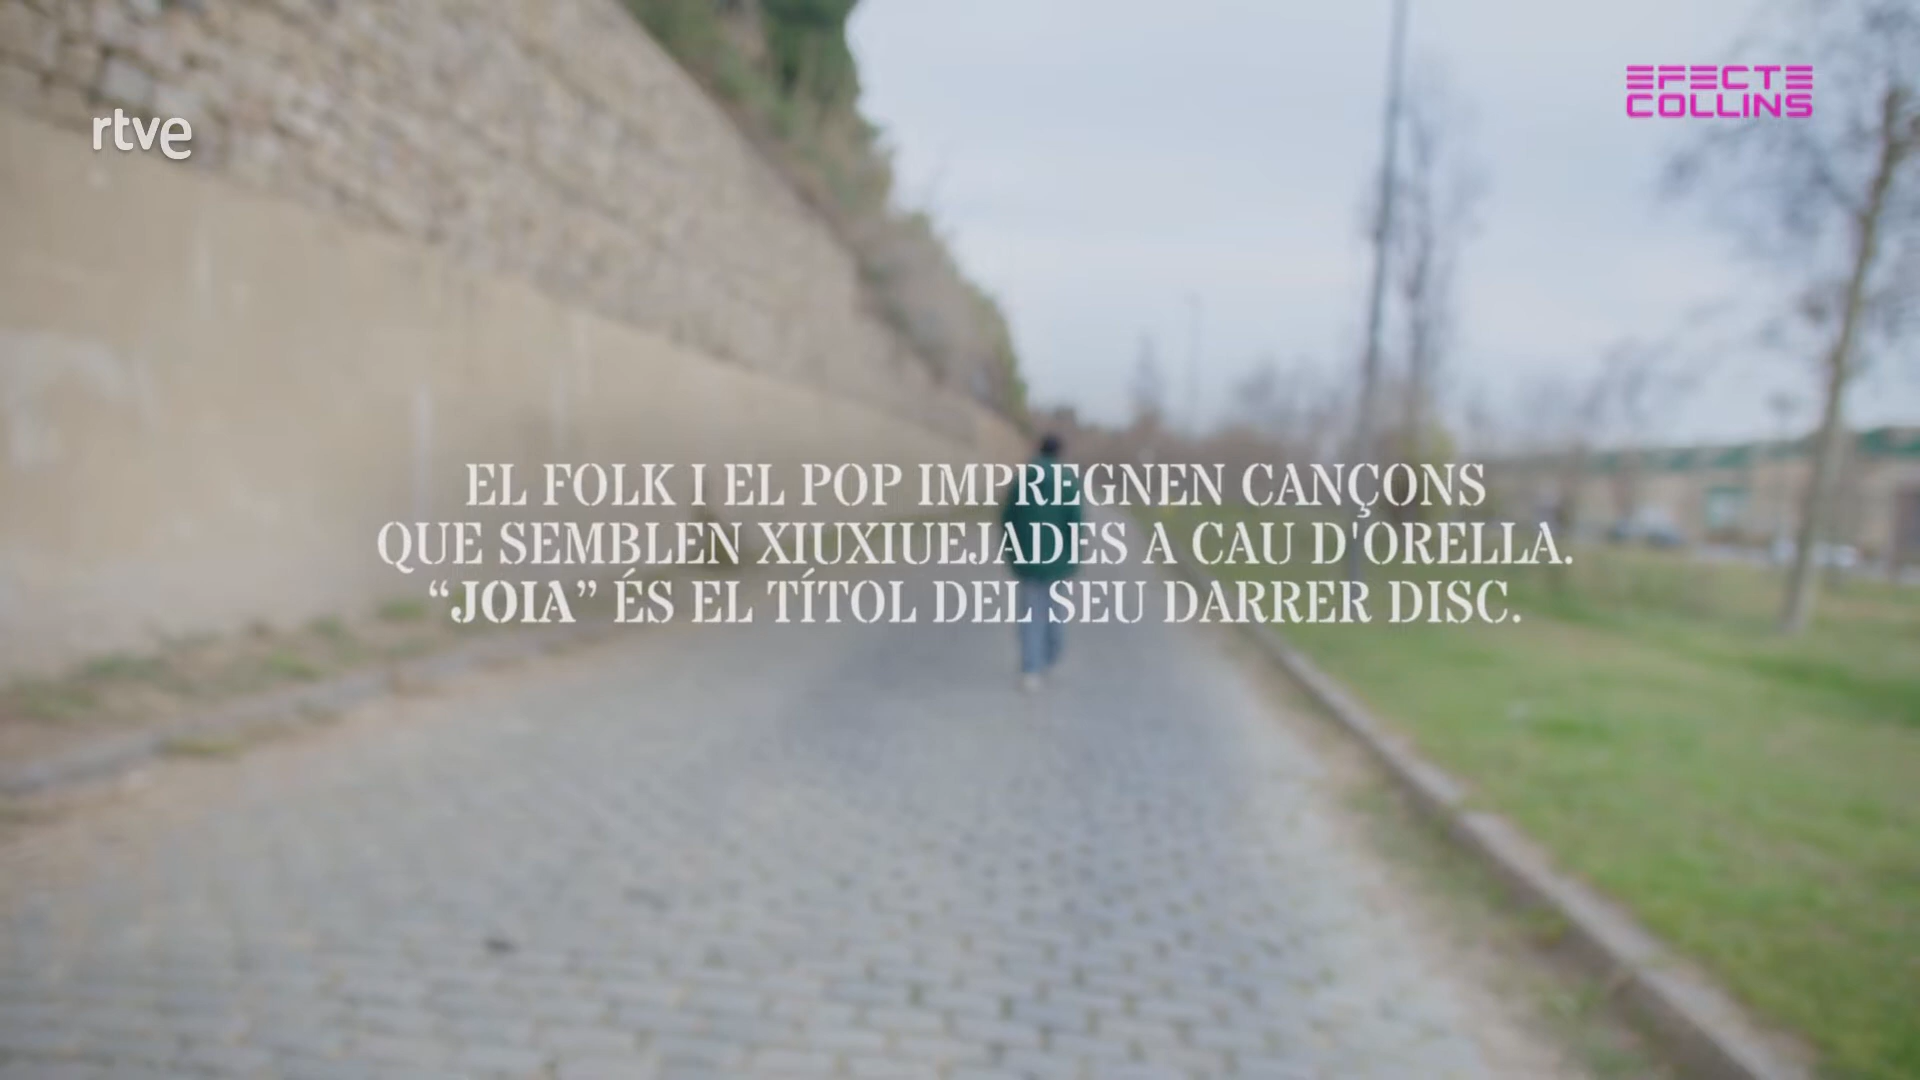 rtve
EFECTE
COLLINS
EL FOLK I EL POP IMPREGNEN CANÇONS
QUE SEMBLEN XIUXIUEJADES A CAU D'ORELLA.
“JOIA” ÉS EL TÍTOL DEL SEU DARRER DISC.